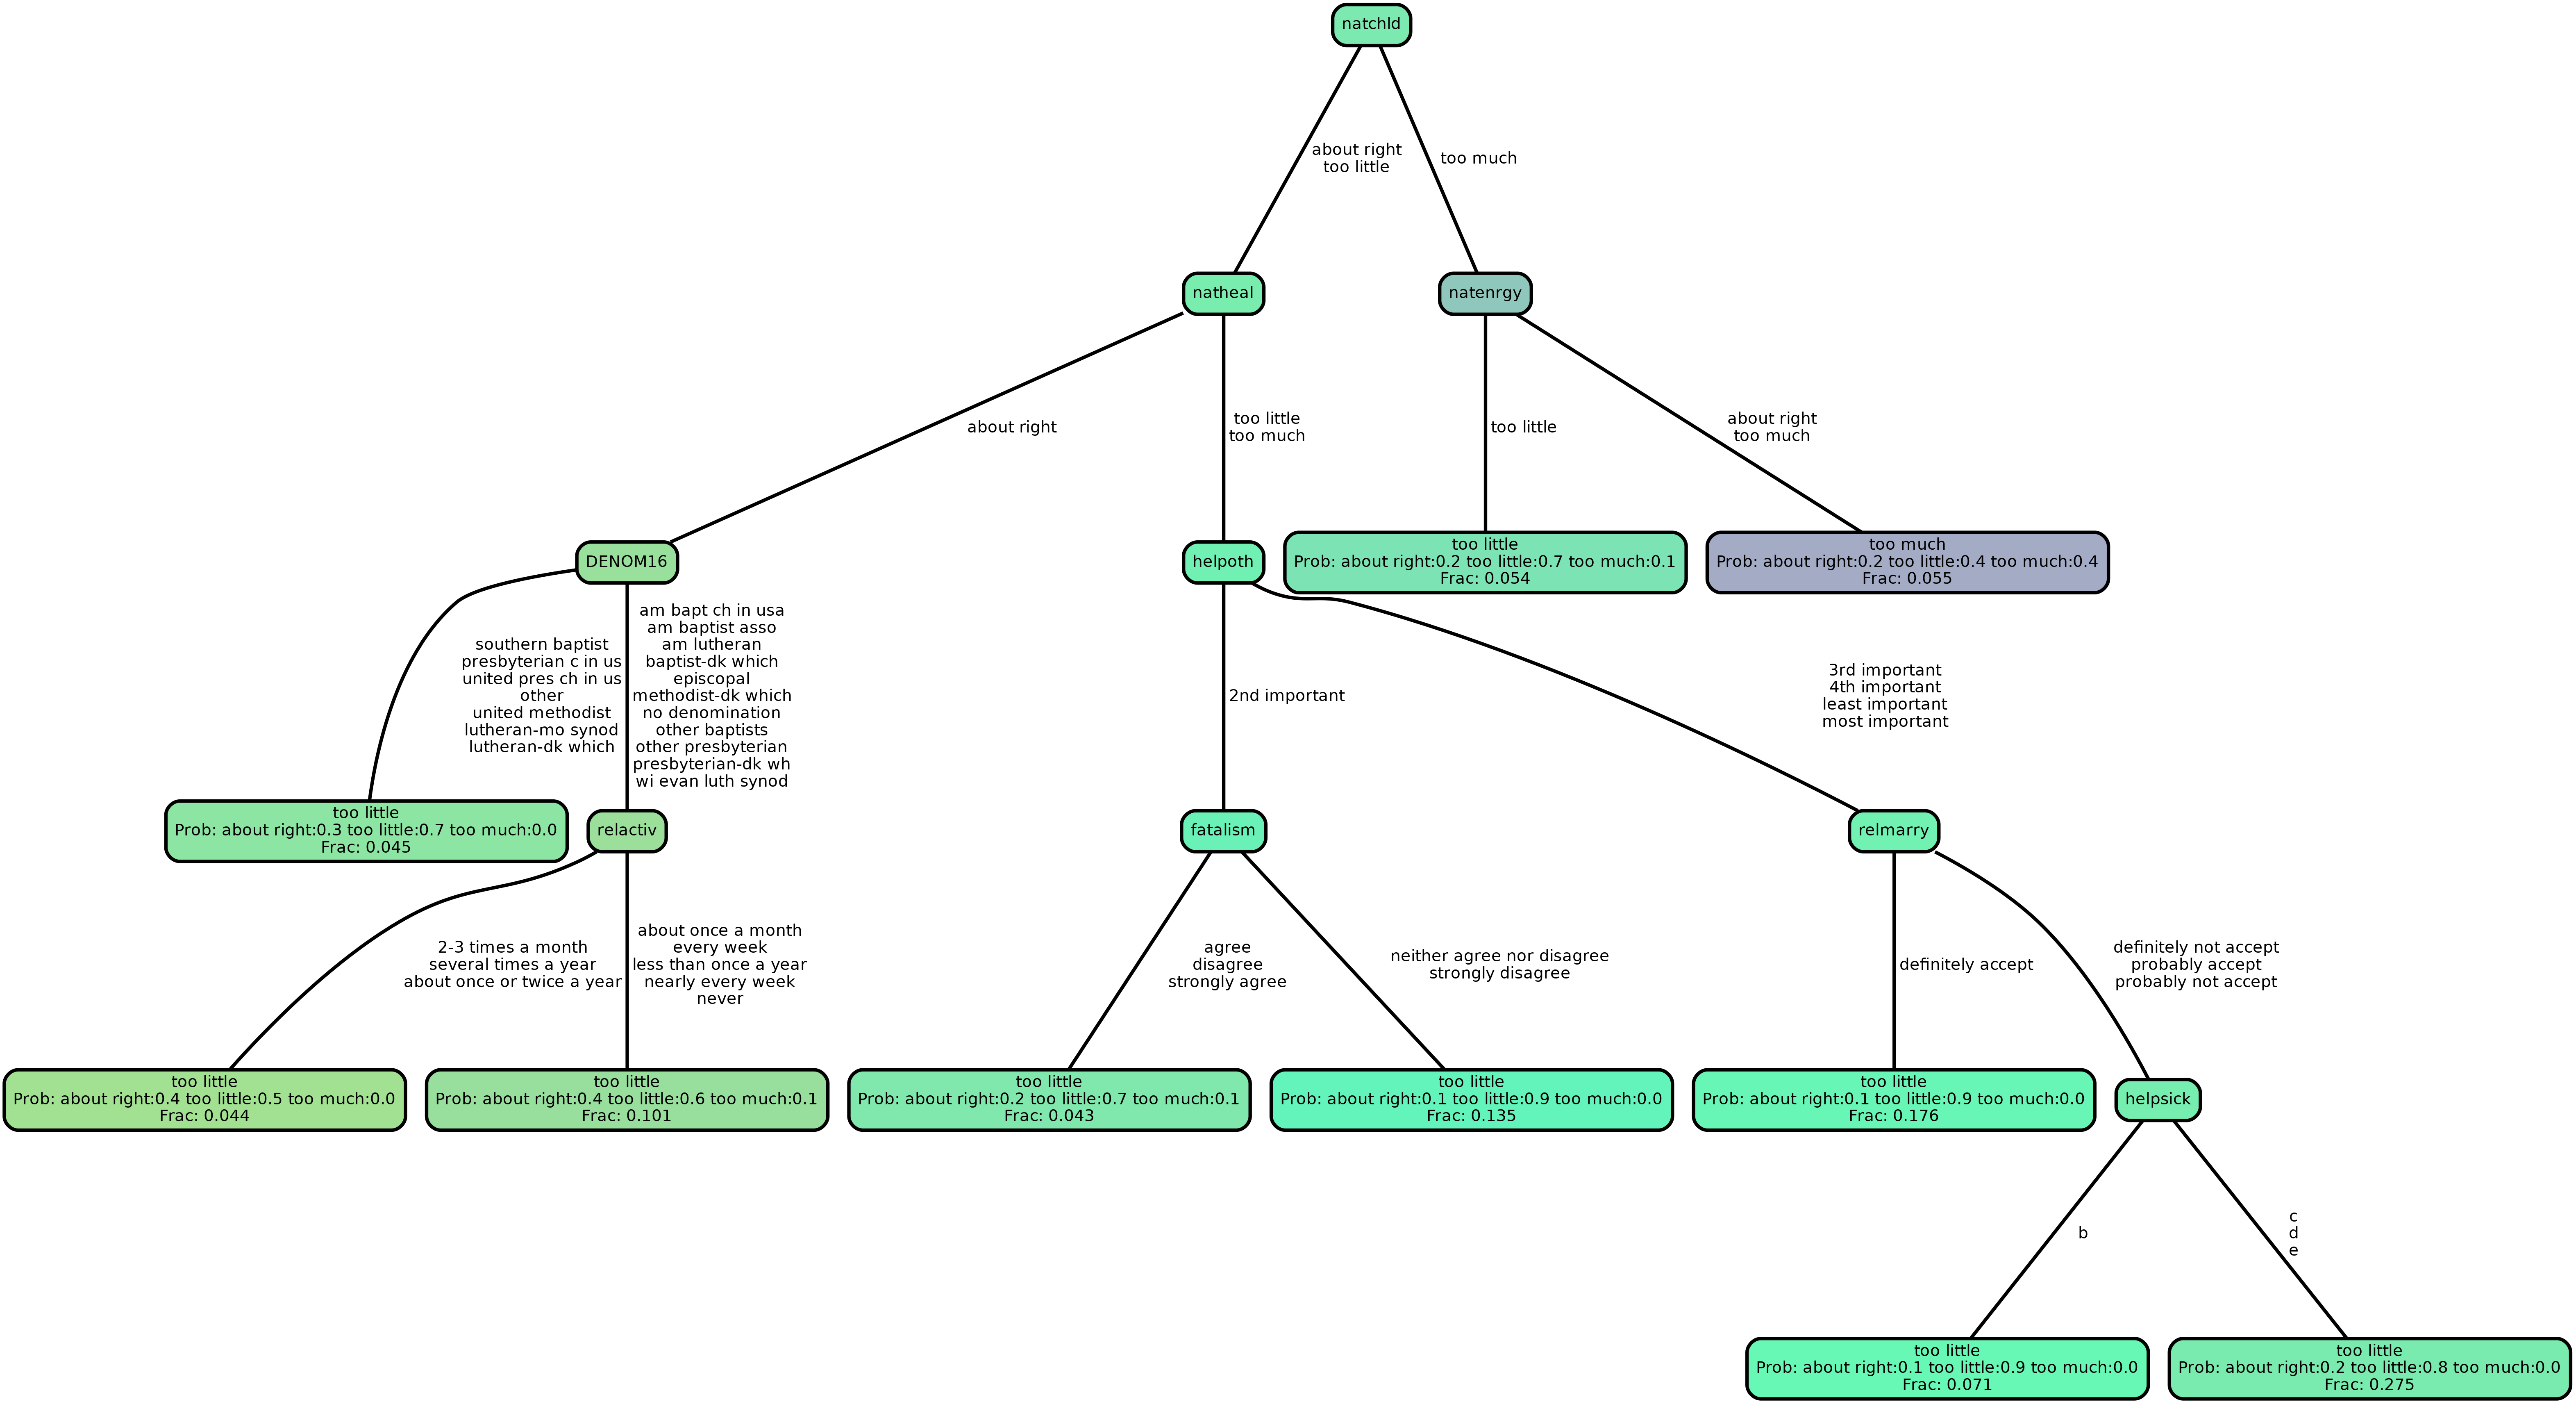 natchld
about right
too little
too much
natheal
natenrgy
about right
too little
too much
too little
about right
too much
DENOM16
helpoth
too little
Prob: about right:0.2 too little:0.7 too much:0.1
Frac: 0.054
too much
Prob: about right:0.2 too little:0.4 too much:0.4
Frac: 0.055
southern baptist
presbyterian c in us
united pres ch in us
other
united methodist
lutheran-mo synod
lutheran-dk which
am bapt ch in usa
am baptist asso
am lutheran
baptist-dk which
episcopal
methodist-dk which
no denomination
other baptists
other presbyterian
presbyterian-dk wh
wi evan luth synod
2nd important
3rd important
4th important
least important
most important
too little
Prob: about right:0.3 too little:0.7 too much:0.0
Frac: 0.045
relactiv
fatalism
relmarry
2-3 times a month
several times a year
about once or twice a year
about once a month
every week
less than once a year
nearly every week
never
agree
disagree
strongly agree
neither agree nor disagree
strongly disagree
definitely accept
definitely not accept
probably accept
probably not accept
too little
Prob: about right:0.4 too little:0.5 too much:0.0
Frac: 0.044
too little
Prob: about right:0.4 too little:0.6 too much:0.1
Frac: 0.101
too little
Prob: about right:0.2 too little:0.7 too much:0.1
Frac: 0.043
too little
Prob: about right:0.1 too little:0.9 too much:0.0
Frac: 0.135
too little
Prob: about right:0.1 too little:0.9 too much:0.0
Frac: 0.176
helpsick
b
c
d
e
too little
Prob: about right:0.1 too little:0.9 too much:0.0
Frac: 0.071
too little
Prob: about right:0.2 too little:0.8 too much:0.0
Frac: 0.275